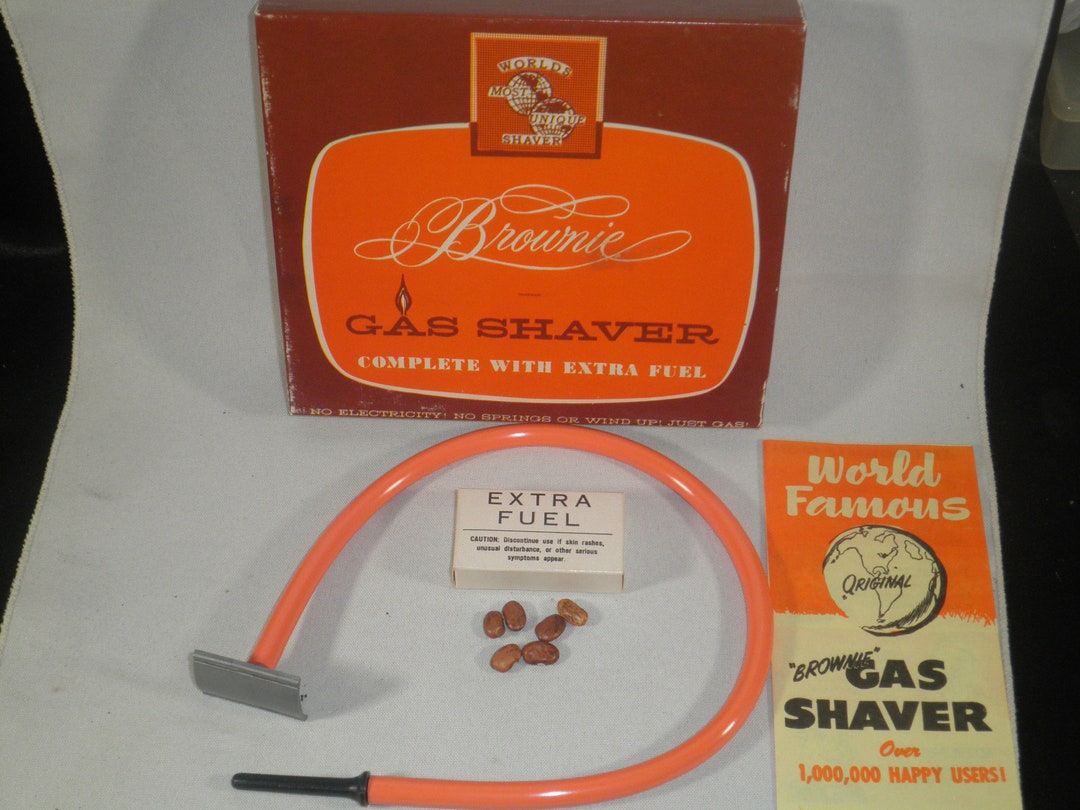 WORLDS
MOST
UNIQUE
SHAVER
Brownie
GAS SHAVER
COMPLETE WITH EXTRA FUEL
NO ELECTRICITY! NO SPRINGS OR WIND UP! JUST GAS!
EXTRA
FUEL
CAUTION: Discontinue use if skin rashes,
unusual disturbance, or other serious
symptoms appear.
World
Famous
ORIGINAL
"BROWNIE"
GAS
SHAVER
Over
1,000,000 HAPPY USERS!